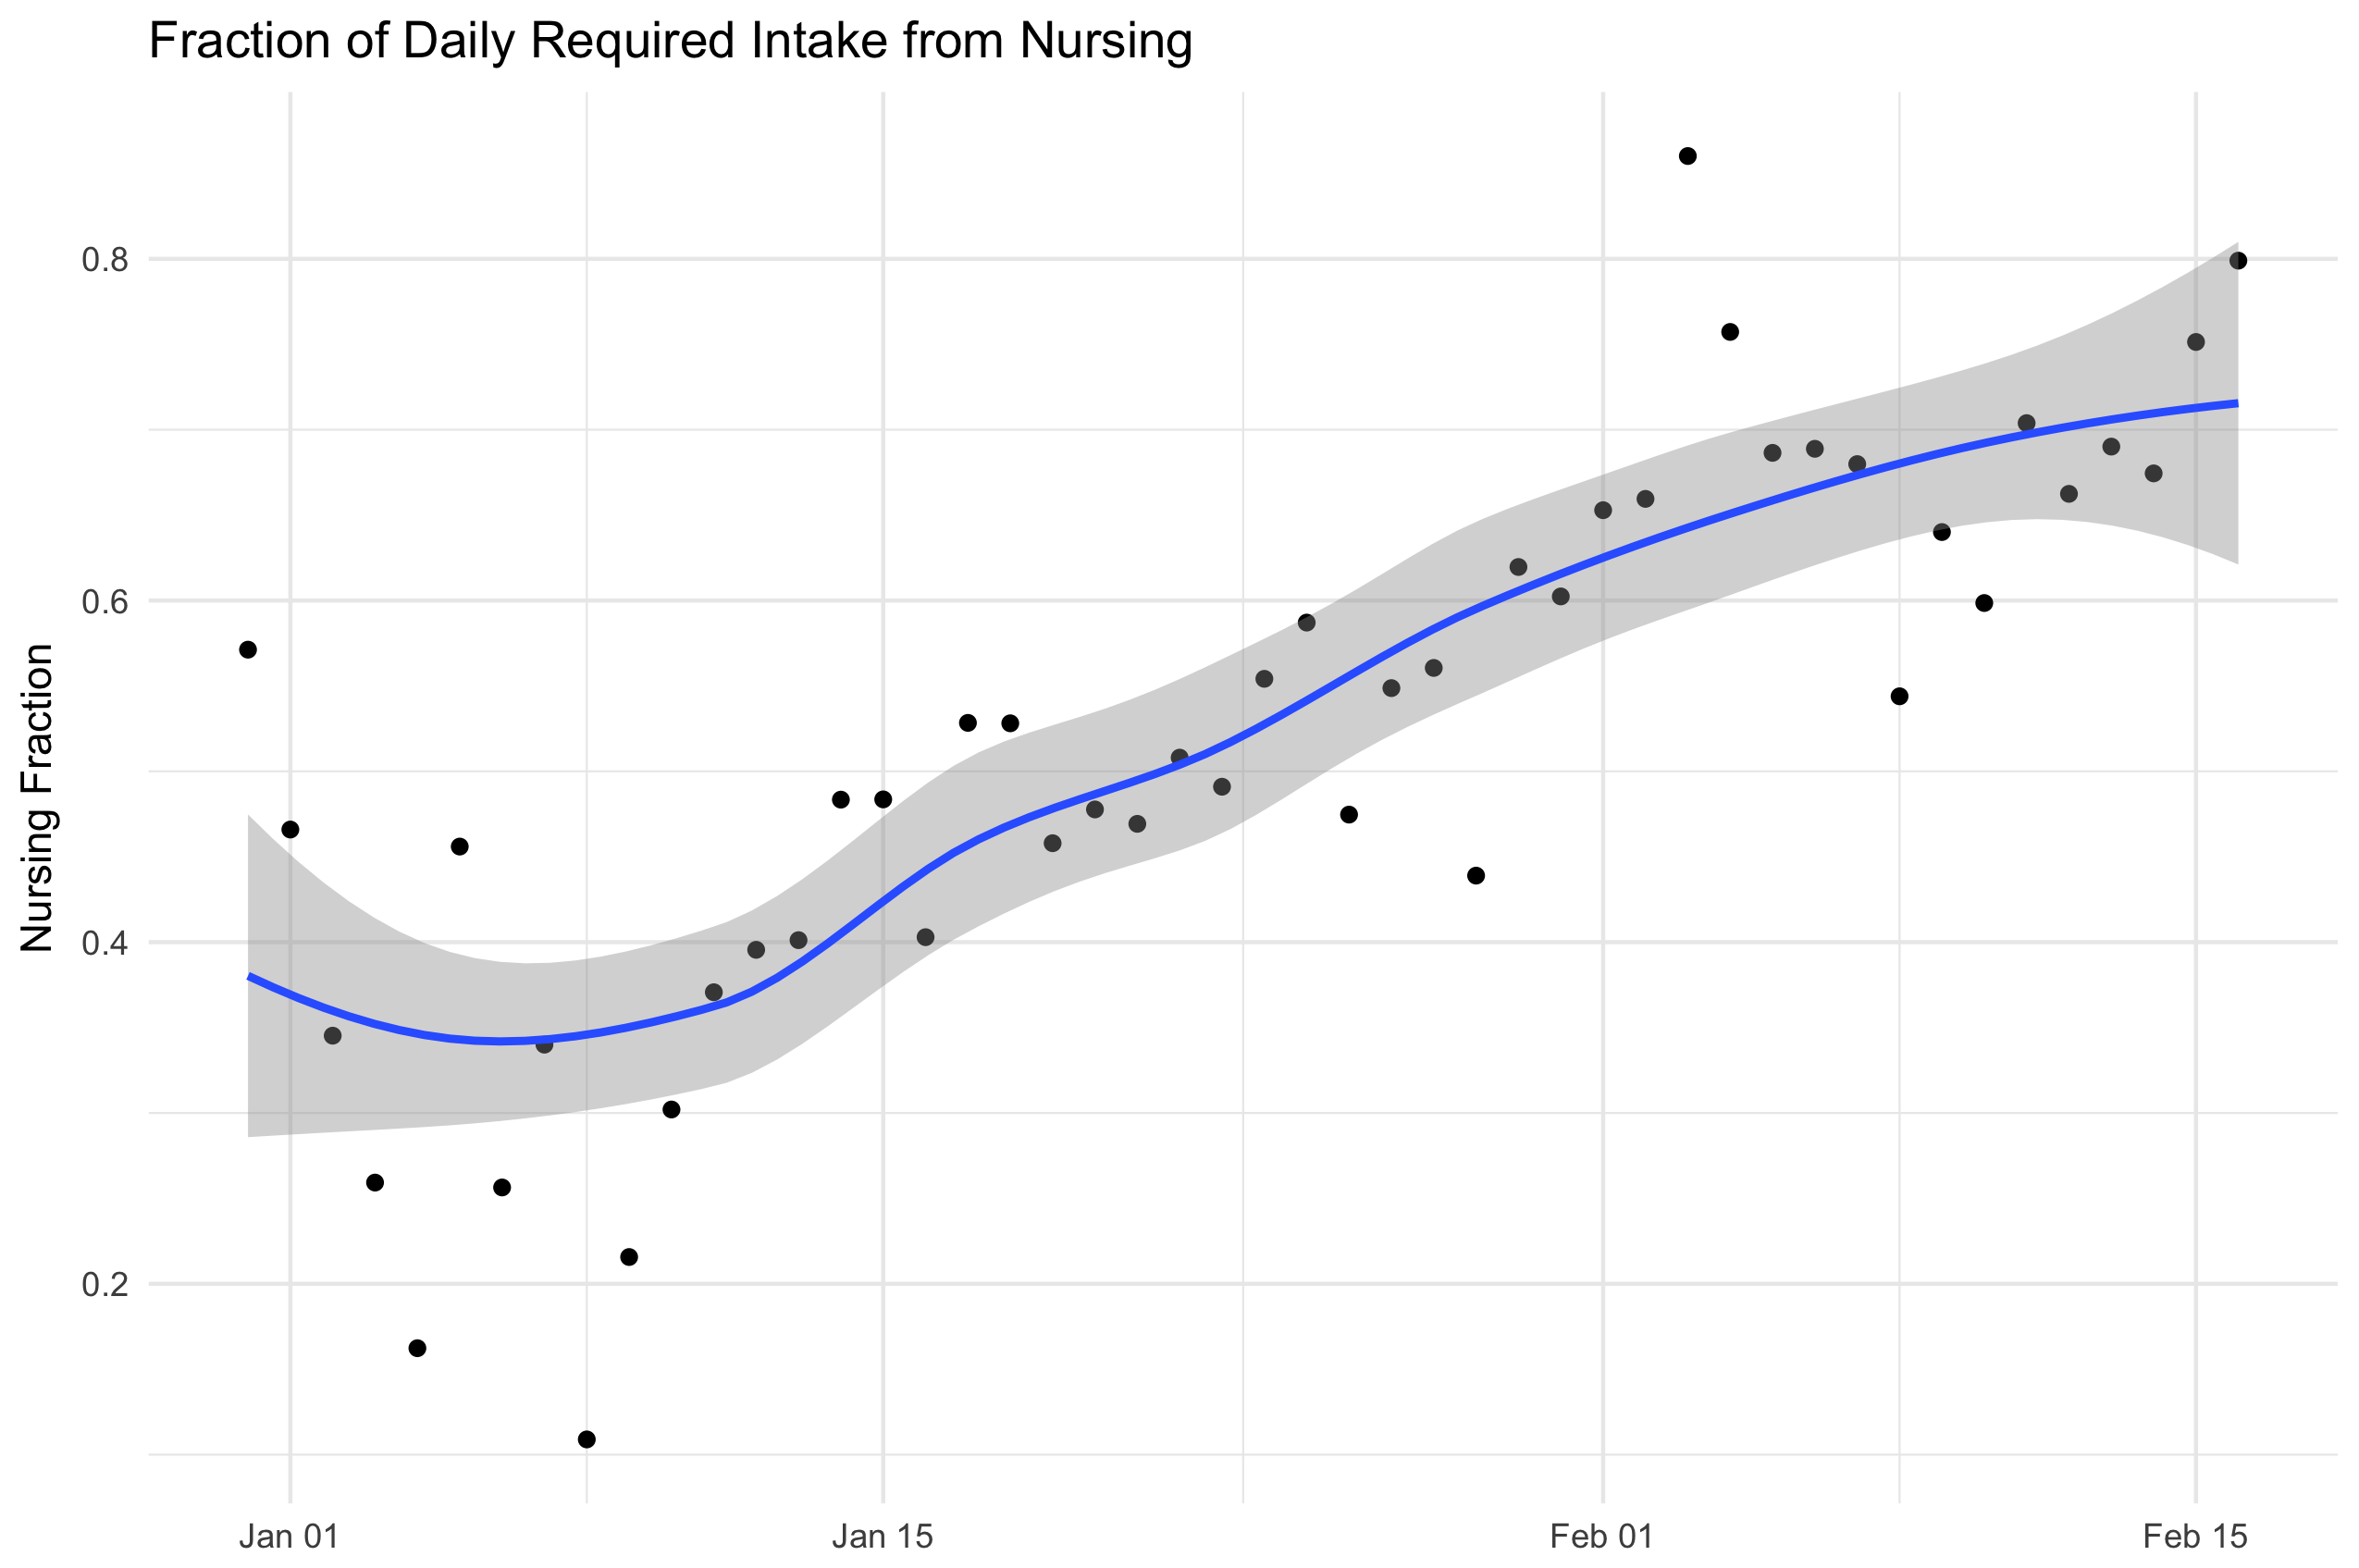 Fraction of Daily Required Intake from Nursing
Nursing Fraction
0.8
0.6
0.4
0.2
Jan 01
Jan 15
Feb 01
Feb 15